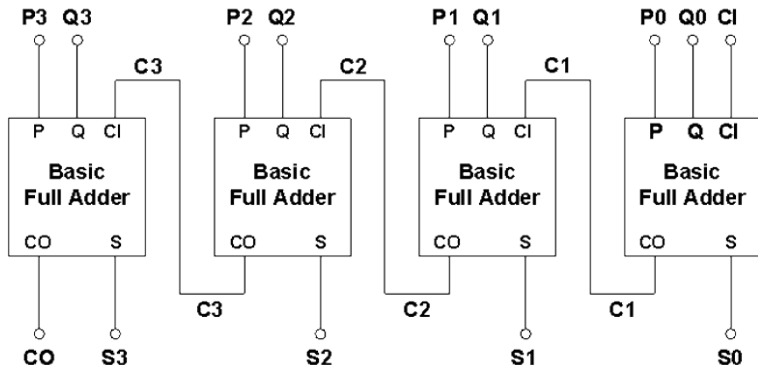 P3 Q3 P2 Q2 P1 Q1 P0 Q0 CI
C3 C2 C1
P Q CI P Q CI P Q CI P Q CI
Basic Basic Basic Basic
Full Adder Full Adder Full Adder Full Adder
CO S CO S CO S CO S
C3 C2 C1
CO S3 S2 S1 S0